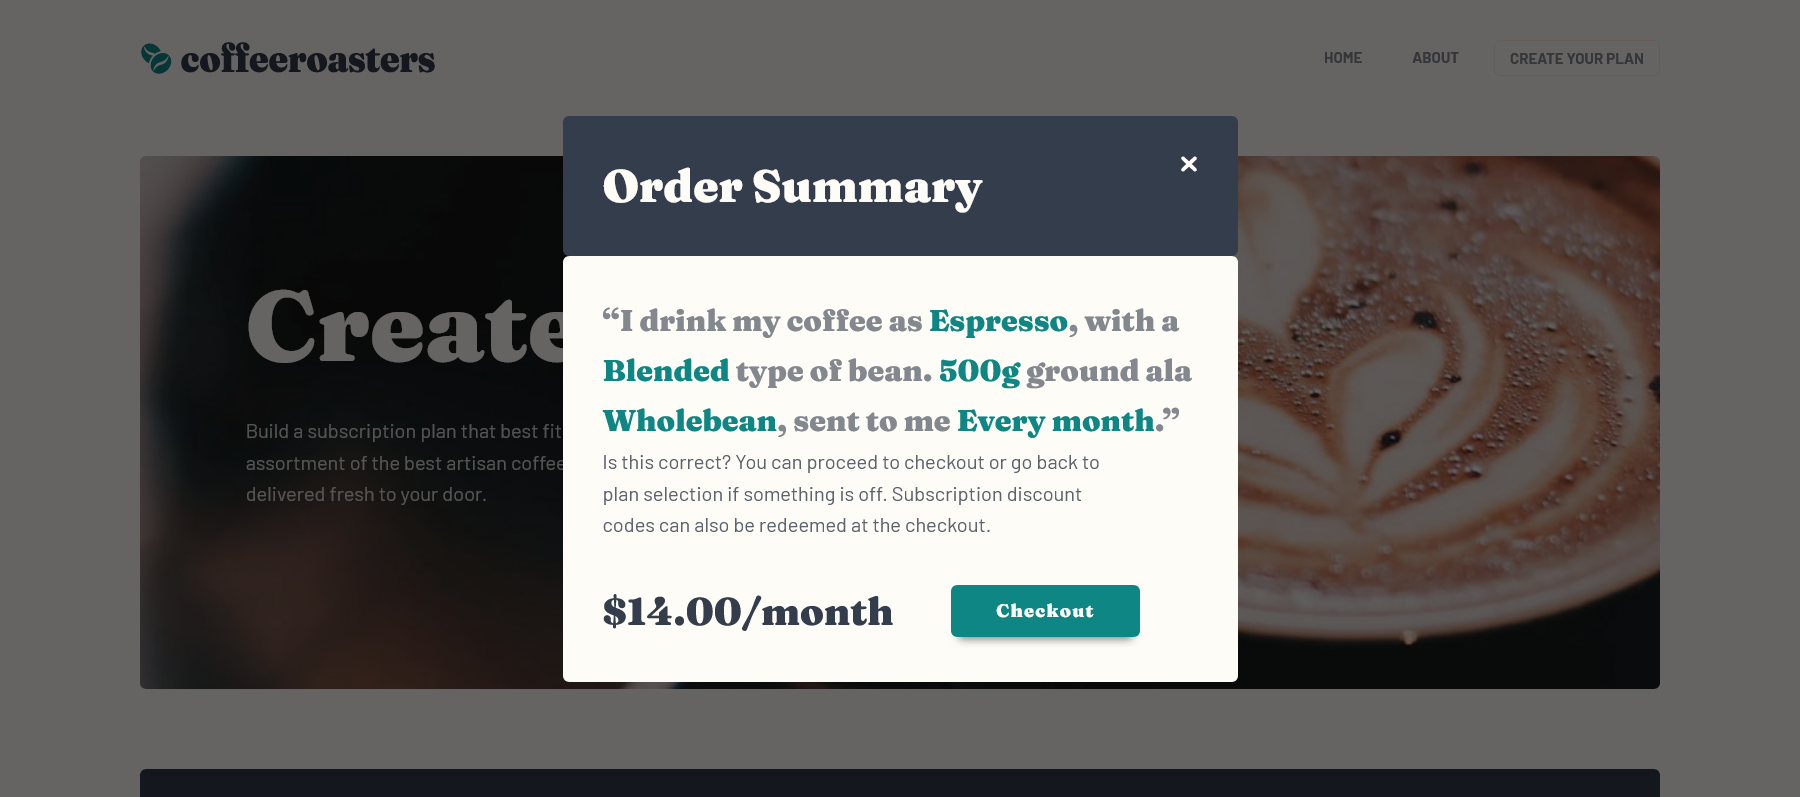 coffeeroasters
HOME
ABOUT
CREATE YOUR PLAN
Order Summary
Create
Build a subscription plan that best fit
assortment of the best artisan coffee
delivered fresh to your door.
“I drink my coffee as Espresso, with a
Blended type of bean. 500g ground ala
Wholebean, sent to me Every month.”
Is this correct? You can proceed to checkout or go back to
plan selection if something is off. Subscription discount
codes can also be redeemed at the checkout.
$14.00/month
Checkout